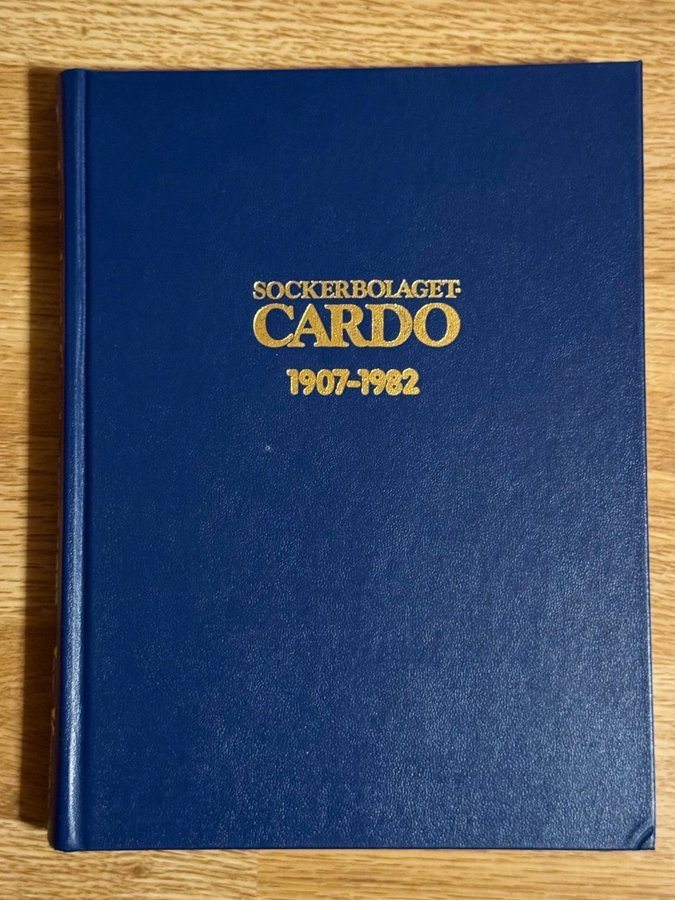 SOCKERBOLAGET·
CARDO
1907-1982